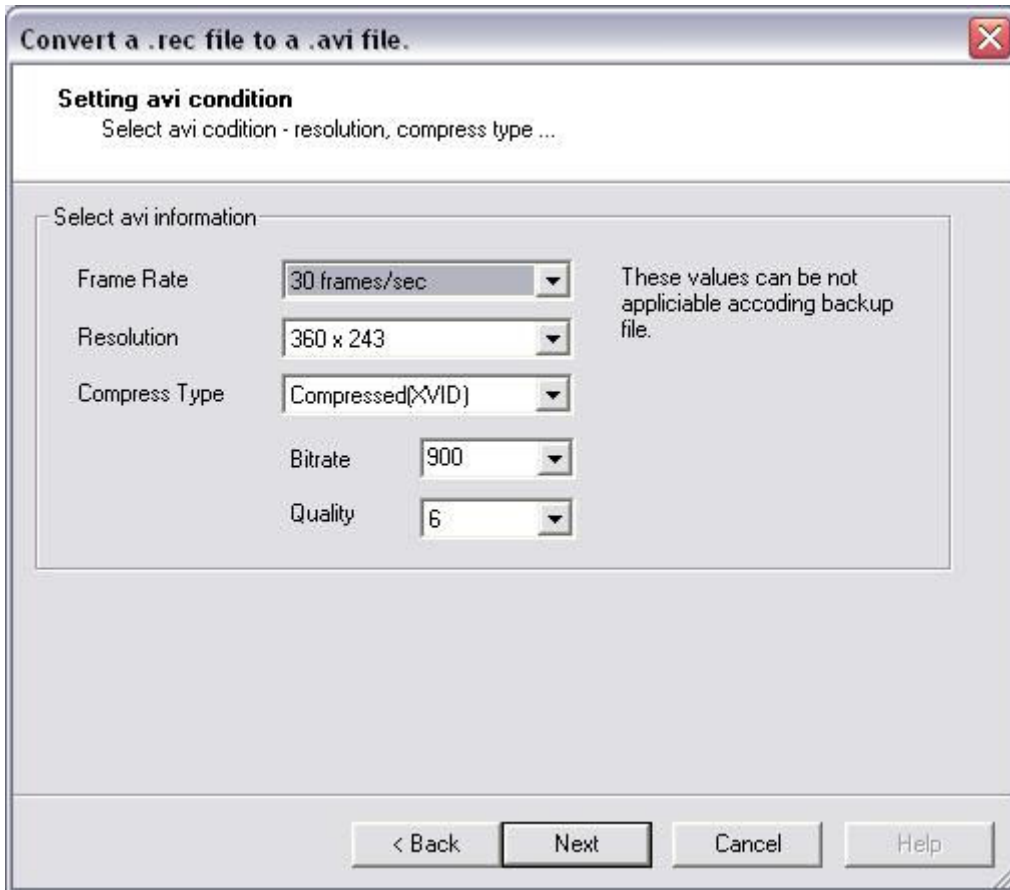 Convert a .rec file to a .avi file.
Setting avi condition
Select avi codition - resolution, compress type ...
Select avi information
Frame Rate
30 frames/sec
These values can be not
appliciable accoding backup
file.
Resolution
360 x 243
Compress Type
Compressed(XVID)
Bitrate
900
Quality
6
< Back
Next
Cancel
Help